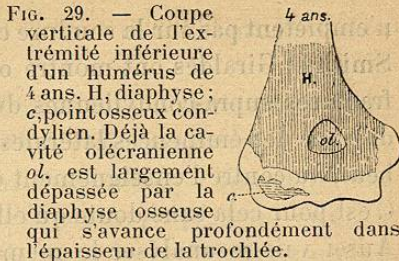 FIG. 29. — Coupe
verticale de l'ex-
trémité inférieure
d'un humérus de
4 ans. H, diaphyse;
c, point osseux con-
dylien. Déjà la ca-
vité olécranienne
ol. est largement
dépassée par la
diaphyse osseuse
qui s'avance profondément dans
l'épaisseur de la trochlée.
4 ans.
H.
ol.
c.